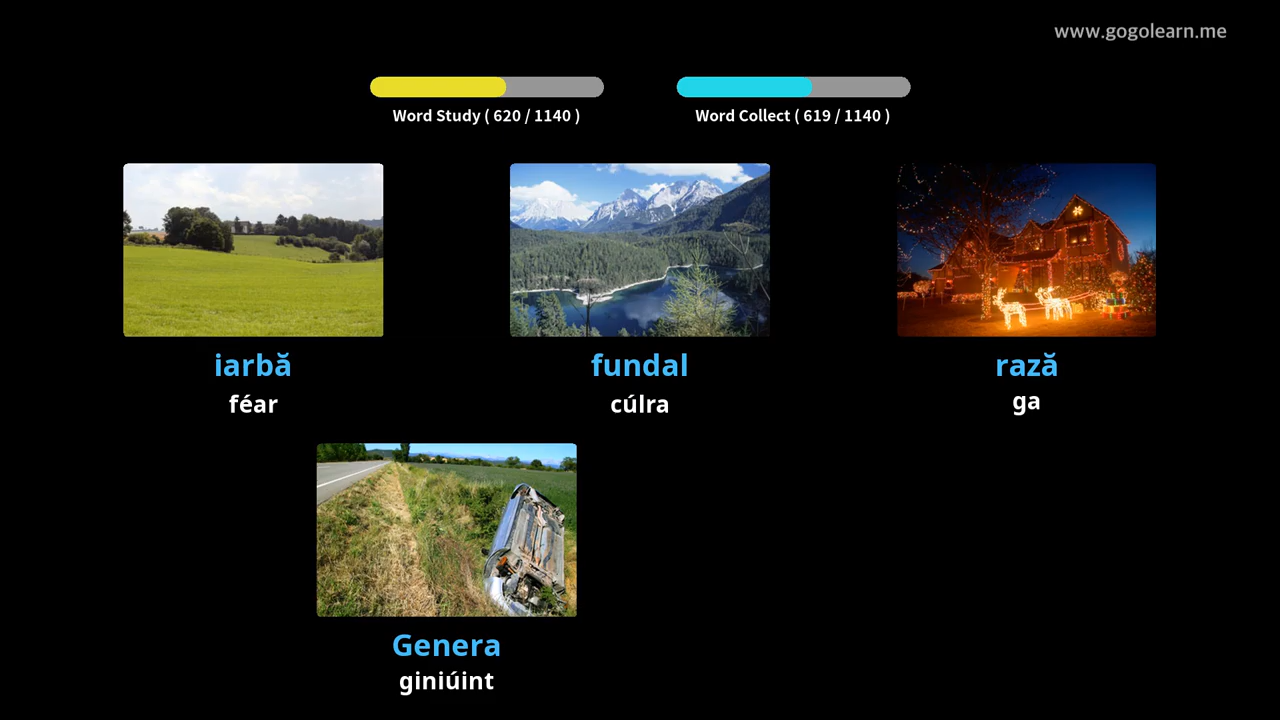 www.gogolearn.me
Word Study ( 620 / 1140 )
Word Collect ( 619 / 1140 )
iarbă
féar
fundal
cúlra
rază
ga
Genera
giniúint